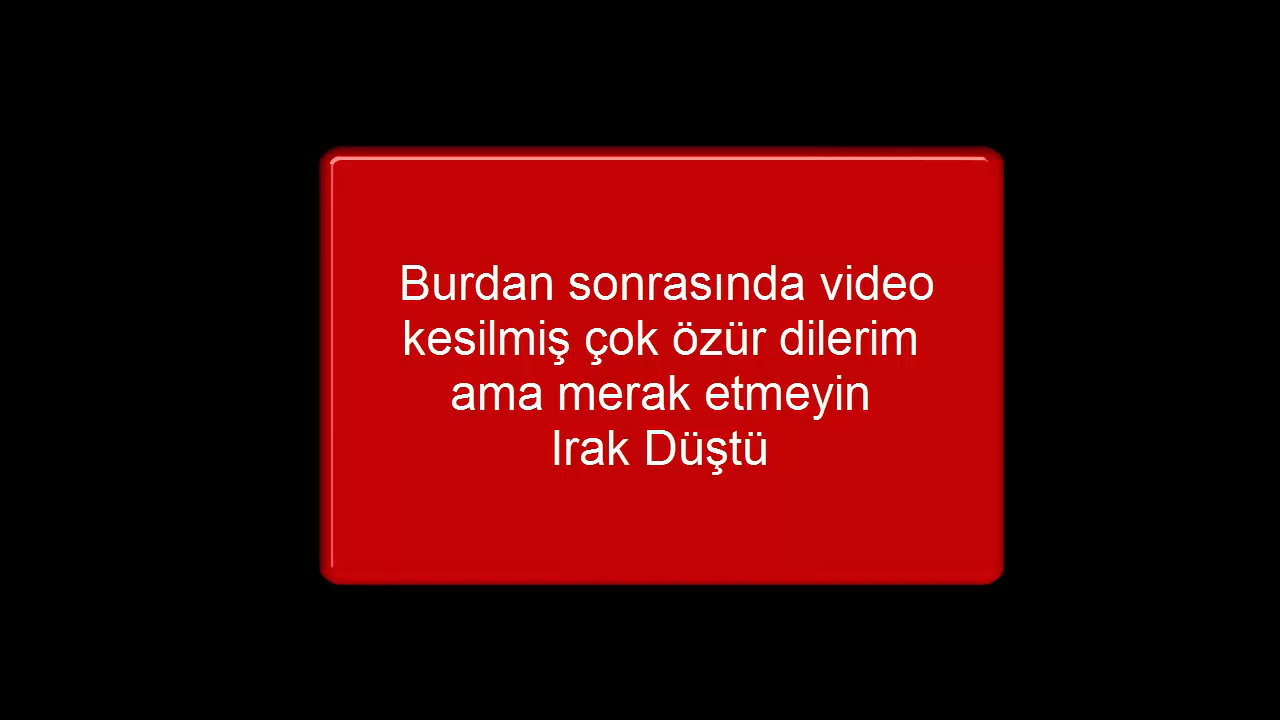 Burdan sonrasında video
kesilmiş çok özür dilerim
ama merak etmeyin
Irak Düştü